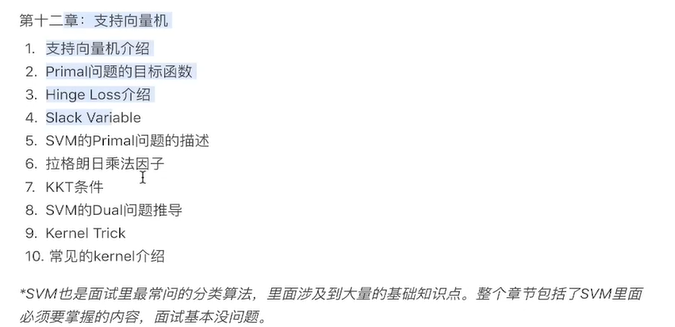 第十二章：支持向量机
1. 支持向量机介绍
2. Primal问题的目标函数
3. Hinge Loss介绍
4. Slack Variable
5. SVM的Primal问题的描述
6. 拉格朗日乘法因子
7. KKT条件
8. SVM的Dual问题推导
9. Kernel Trick
10. 常见的kernel介绍
*SVM也是面试里最常问的分类算法，里面涉及到大量的基础知识点。整个章节包括了SVM里面
必须要掌握的内容，面试基本没问题。